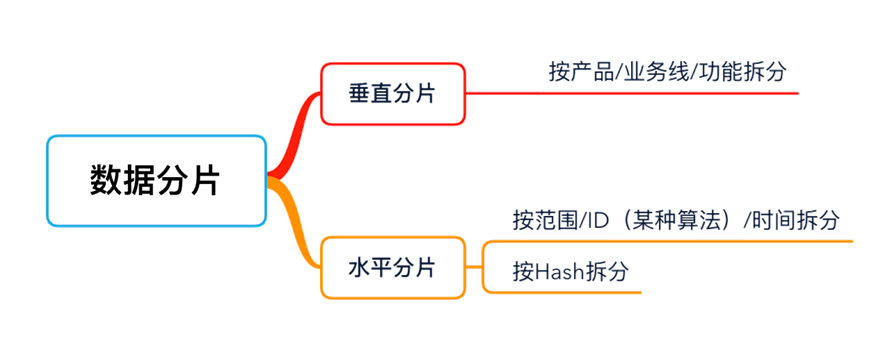 数据分片
垂直分片
按产品/业务线/功能拆分
水平分片
按范围/ID（某种算法）/时间拆分
按Hash拆分